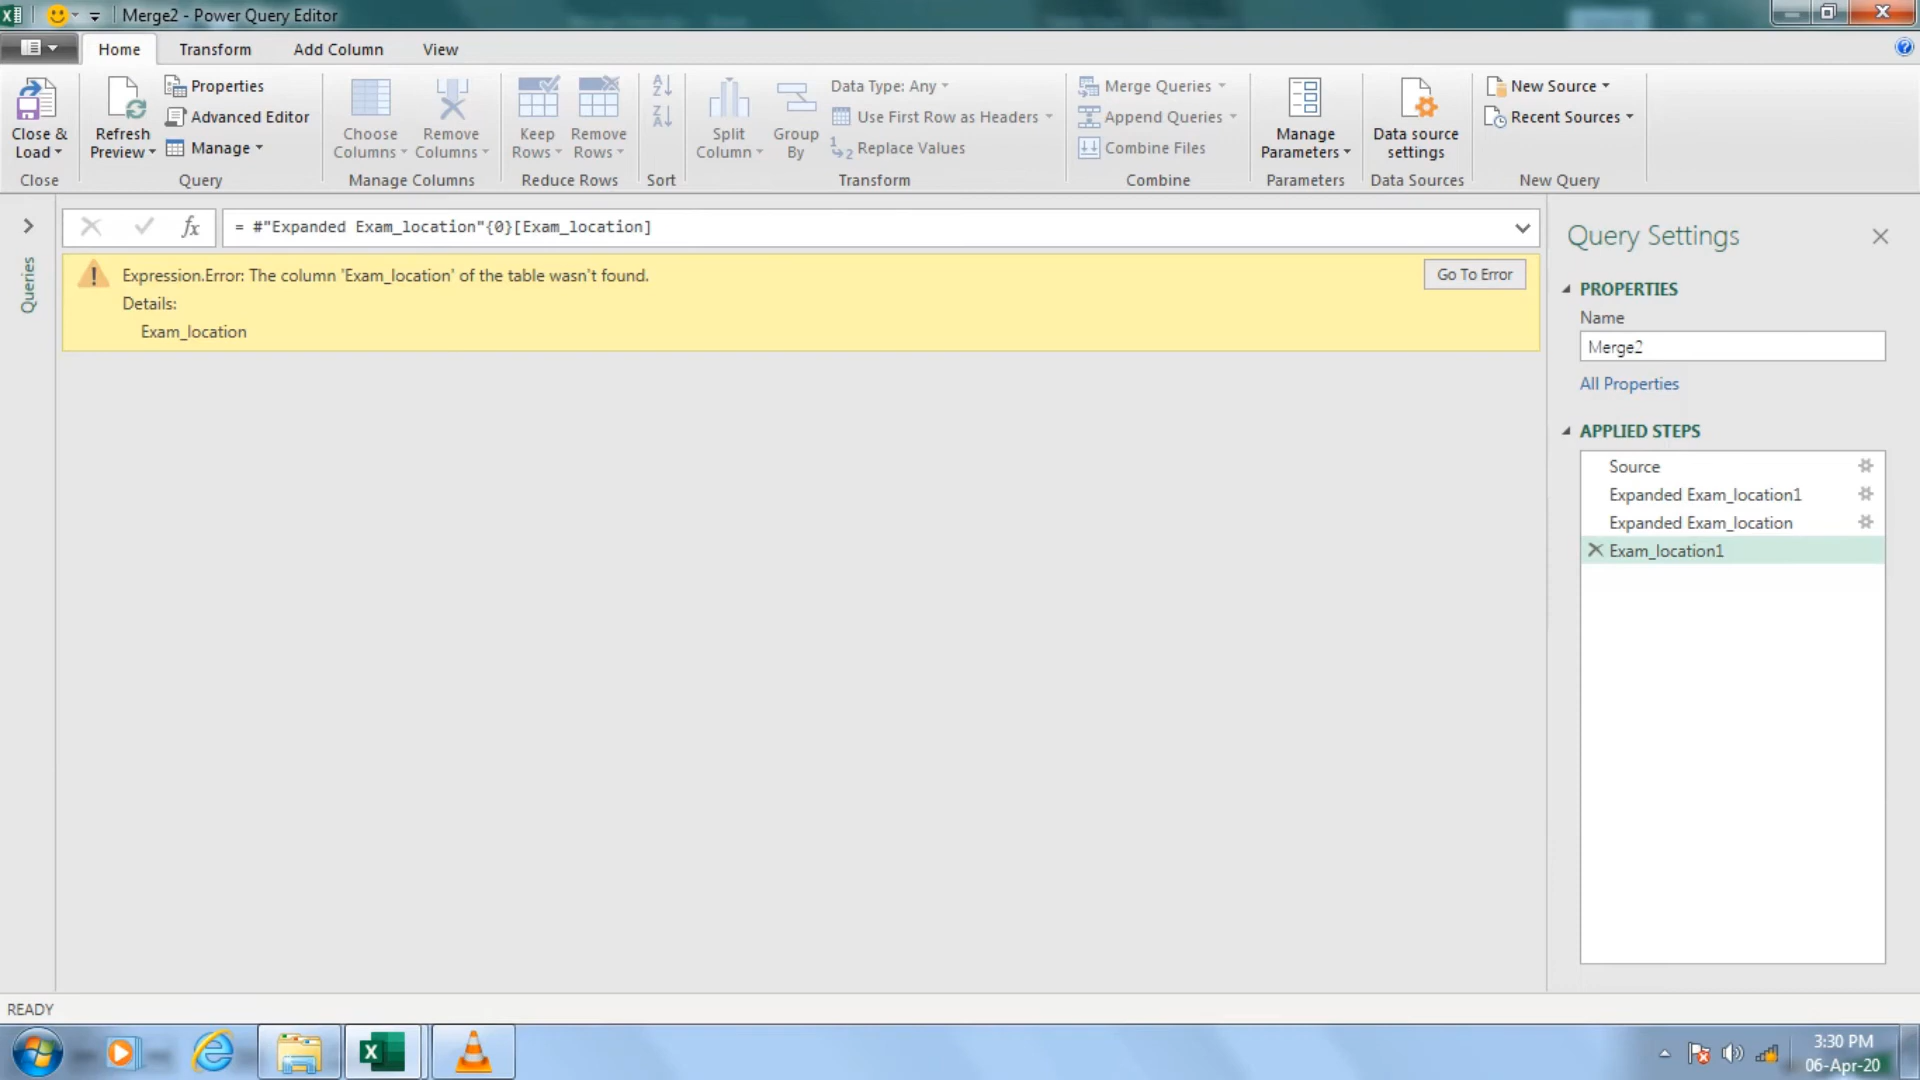 Merge2 - Power Query Editor
Home Transform Add Column View
Close & Load
Refresh Preview
Properties
Advanced Editor
Manage
Choose Columns
Remove Columns
Keep Rows
Remove Rows
A Z
Z A
Split Column
Group By
Data Type: Any
Use First Row as Headers
1 2 Replace Values
Merge Queries
Append Queries
Combine Files
Manage Parameters
Data source settings
New Source
Recent Sources
Close Query Manage Columns Reduce Rows Sort Transform Combine Parameters Data Sources New Query
Queries
fx = #"Expanded Exam_location"{0}[Exam_location]
Expression.Error: The column 'Exam_location' of the table wasn't found.
Go To Error
Details:
Exam_location
Query Settings
PROPERTIES
Name
Merge2
All Properties
APPLIED STEPS
Source
Expanded Exam_location1
Expanded Exam_location
Exam_location1
READY
3:30 PM
06-Apr-20